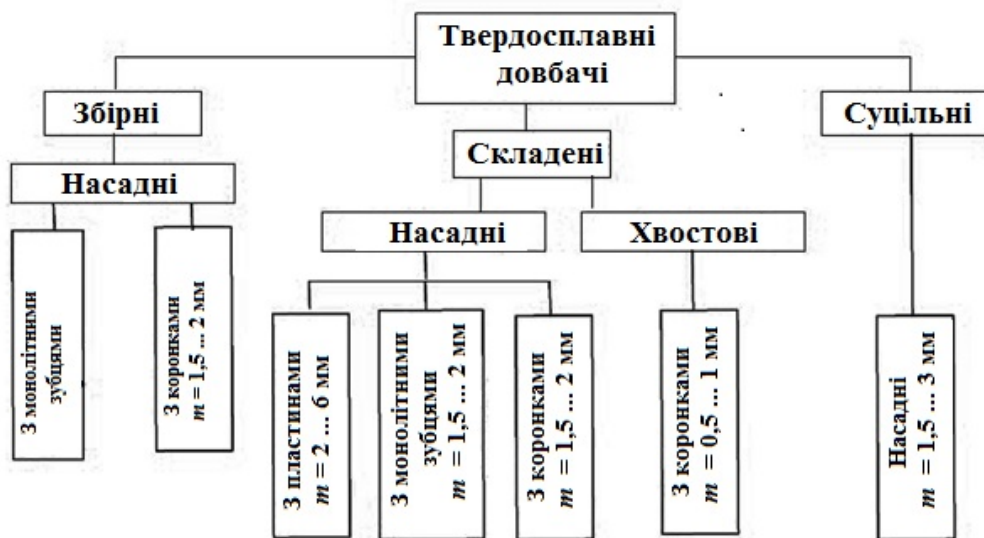 Твердосплавні
довбачі
Збірні
Складені
Суцільні
Насадні
Насадні
Хвостові
З монолітними
зубцями
З коронками
m = 1,5 ... 2 мм
З пластинами
m = 2 ... 6 мм
З монолітними
зубцями
m = 1,5 ... 2 мм
З коронками
m = 1,5 ... 2 мм
З коронками
m = 0,5 ... 1 мм
Насадні
m = 1,5 ... 3 мм